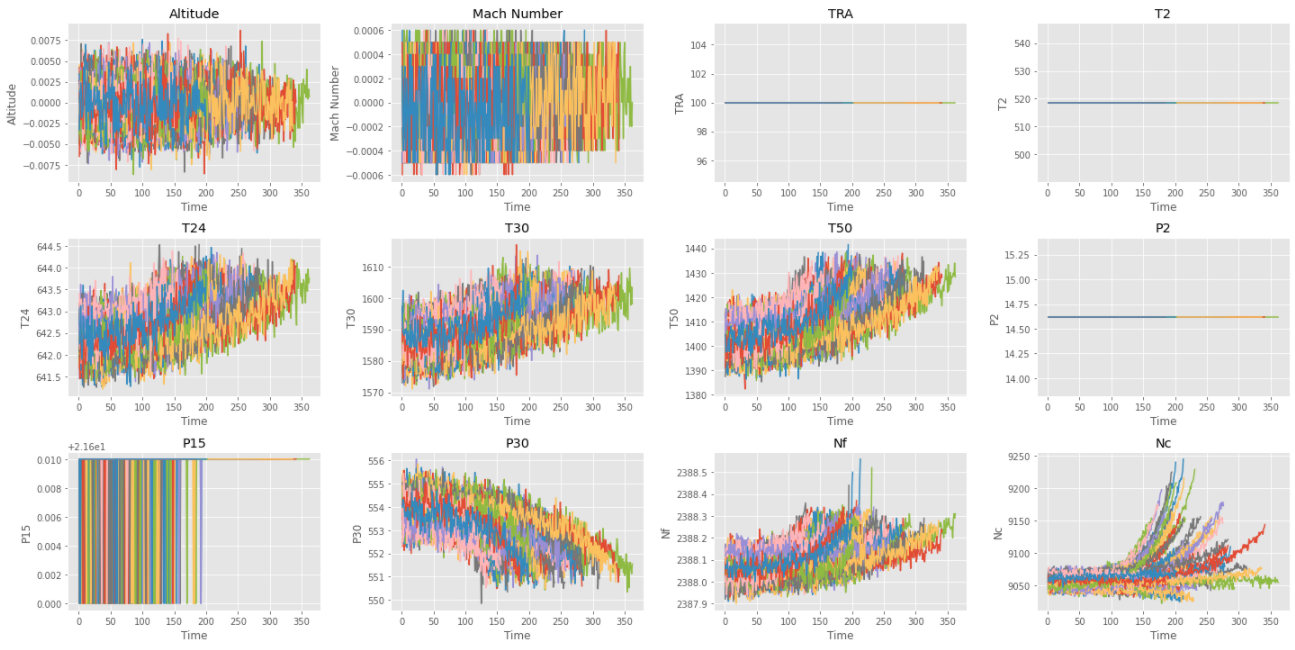 Altitude
Altitude
0.0075
0.0050
0.0025
0.0000
−0.0025
−0.0050
−0.0075
0 50 100 150 200 250 300 350
Time
Mach Number
Mach Number
0.0006
0.0004
0.0002
0.0000
−0.0002
−0.0004
−0.0006
0 50 100 150 200 250 300 350
Time
TRA
TRA
104
102
100
98
96
0 50 100 150 200 250 300 350
Time
T2
T2
540
530
520
510
500
0 50 100 150 200 250 300 350
Time
T24
T24
644.5
644.0
643.5
643.0
642.5
642.0
641.5
0 50 100 150 200 250 300 350
Time
T30
T30
1610
1600
1590
1580
1570
0 50 100 150 200 250 300 350
Time
T50
T50
1440
1430
1420
1410
1400
1390
1380
0 50 100 150 200 250 300 350
Time
P2
P2
15.25
15.00
14.75
14.50
14.25
14.00
0 50 100 150 200 250 300 350
Time
P15
+2.16e1
P15
0.010
0.008
0.006
0.004
0.002
0.000
0 50 100 150 200 250 300 350
Time
P30
P30
556
555
554
553
552
551
550
0 50 100 150 200 250 300 350
Time
Nf
Nf
2388.5
2388.4
2388.3
2388.2
2388.1
2388.0
2387.9
0 50 100 150 200 250 300 350
Time
Nc
Nc
9250
9200
9150
9100
9050
0 50 100 150 200 250 300 350
Time